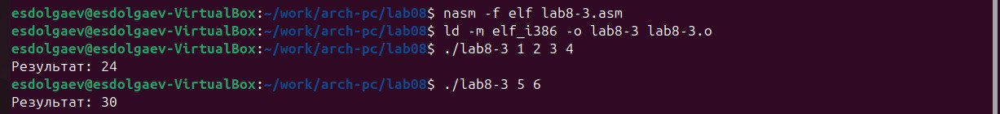 esdolgaev@esdolgaev-VirtualBox:~/work/arch-pc/lab08$ nasm -f elf lab8-3.asm
esdolgaev@esdolgaev-VirtualBox:~/work/arch-pc/lab08$ ld -m elf_i386 -o lab8-3 lab8-3.o
esdolgaev@esdolgaev-VirtualBox:~/work/arch-pc/lab08$ ./lab8-3 1 2 3 4
Результат: 24
esdolgaev@esdolgaev-VirtualBox:~/work/arch-pc/lab08$ ./lab8-3 5 6
Результат: 30